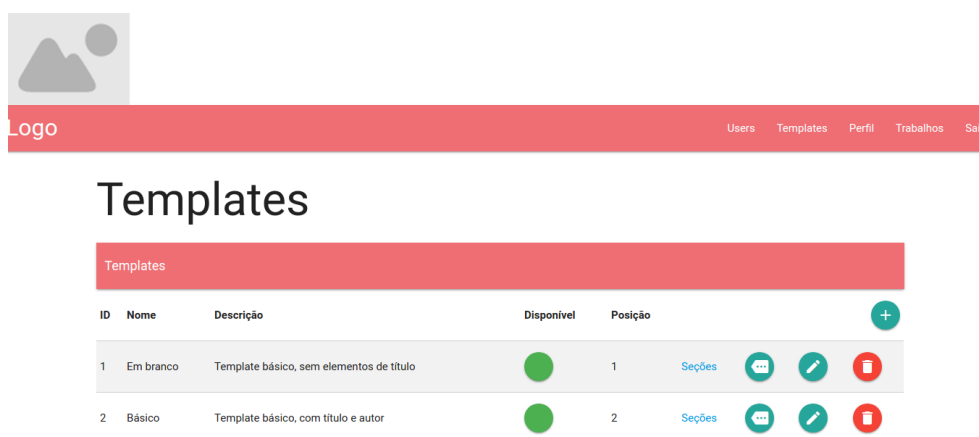 Logo Users Templates Perfil Trabalhos
Templates
Templates
ID Nome Descrição Disponível Posição
1 Em branco Template básico, sem elementos de título 1 Seções
2 Básico Template básico, com título e autor 2 Seções